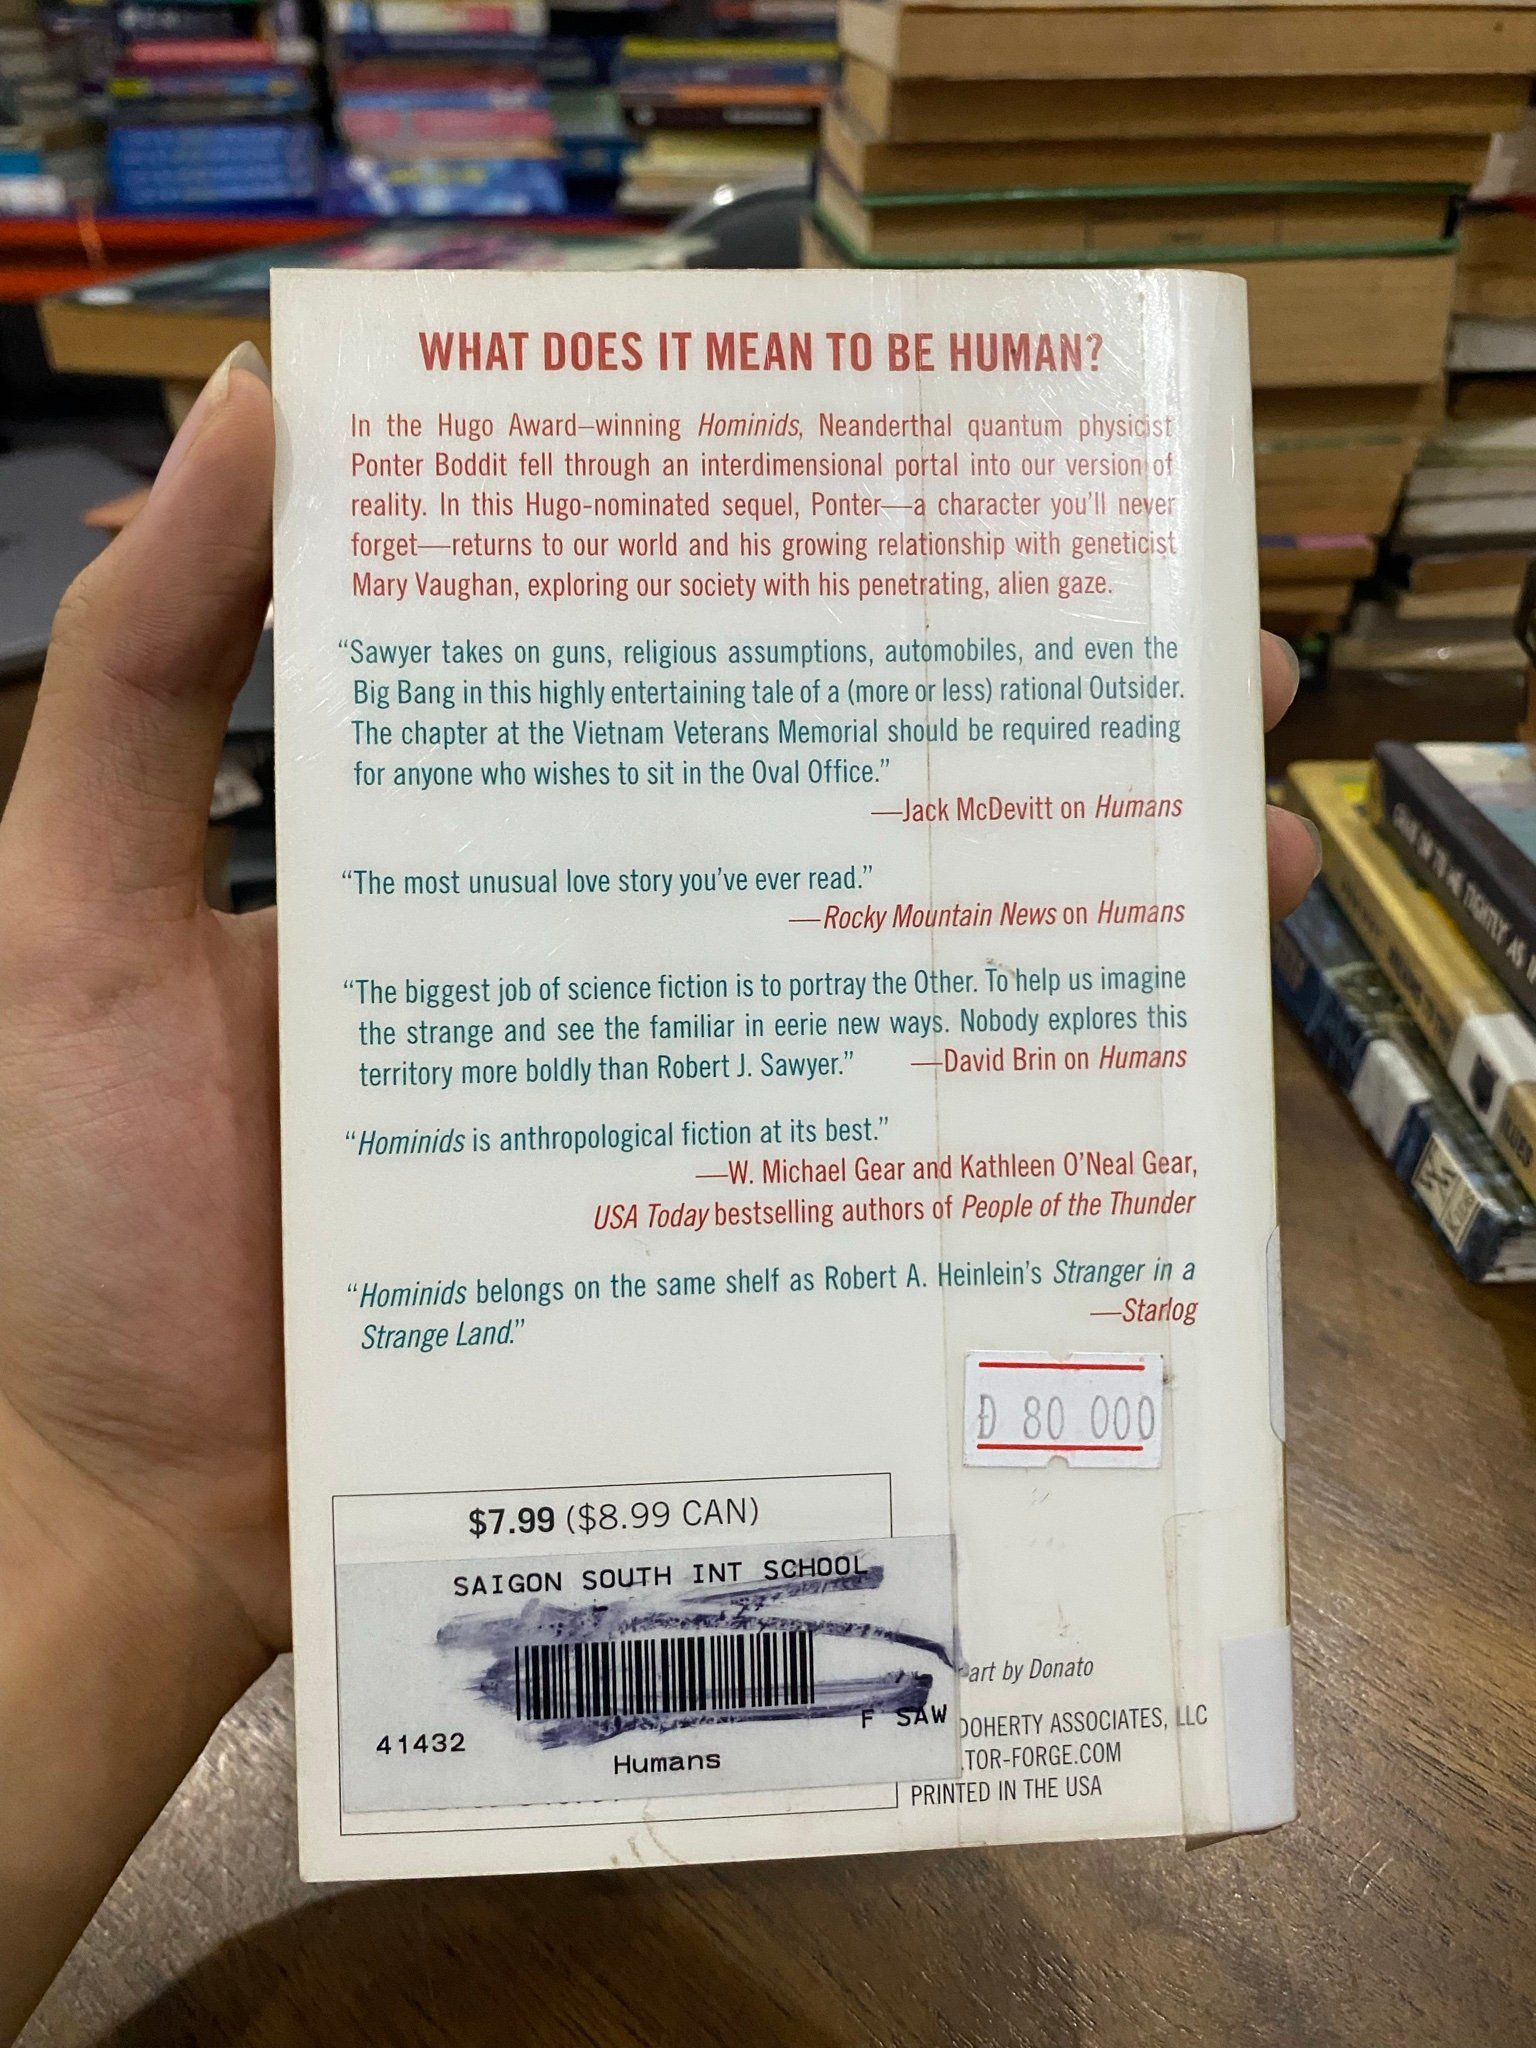 WHAT DOES IT MEAN TO BE HUMAN?
In the Hugo Award–winning Hominids, Neanderthal quantum physicist
Ponter Boddit fell through an interdimensional portal into our version of
reality. In this Hugo-nominated sequel, Ponter—a character you'll never
forget—returns to our world and his growing relationship with geneticist
Mary Vaughan, exploring our society with his penetrating, alien gaze.
“Sawyer takes on guns, religious assumptions, automobiles, and even the
Big Bang in this highly entertaining tale of a (more or less) rational Outsider.
The chapter at the Vietnam Veterans Memorial should be required reading
for anyone who wishes to sit in the Oval Office.”
—Jack McDevitt on Humans
“The most unusual love story you've ever read.”
—Rocky Mountain News on Humans
“The biggest job of science fiction is to portray the Other. To help us imagine
the strange and see the familiar in eerie new ways. Nobody explores this
territory more boldly than Robert J. Sawyer.” —David Brin on Humans
“Hominids is anthropological fiction at its best.”
—W. Michael Gear and Kathleen O'Neal Gear,
USA Today bestselling authors of People of the Thunder
“Hominids belongs on the same shelf as Robert A. Heinlein's Stranger in a
Strange Land.” —Starlog
Đ 80 000
$7.99 ($8.99 CAN)
SAIGON SOUTH INT SCHOOL
41432
F SAW
Humans
art by Donato
DOHERTY ASSOCIATES, LLC
.TOR-FORGE.COM
PRINTED IN THE USA